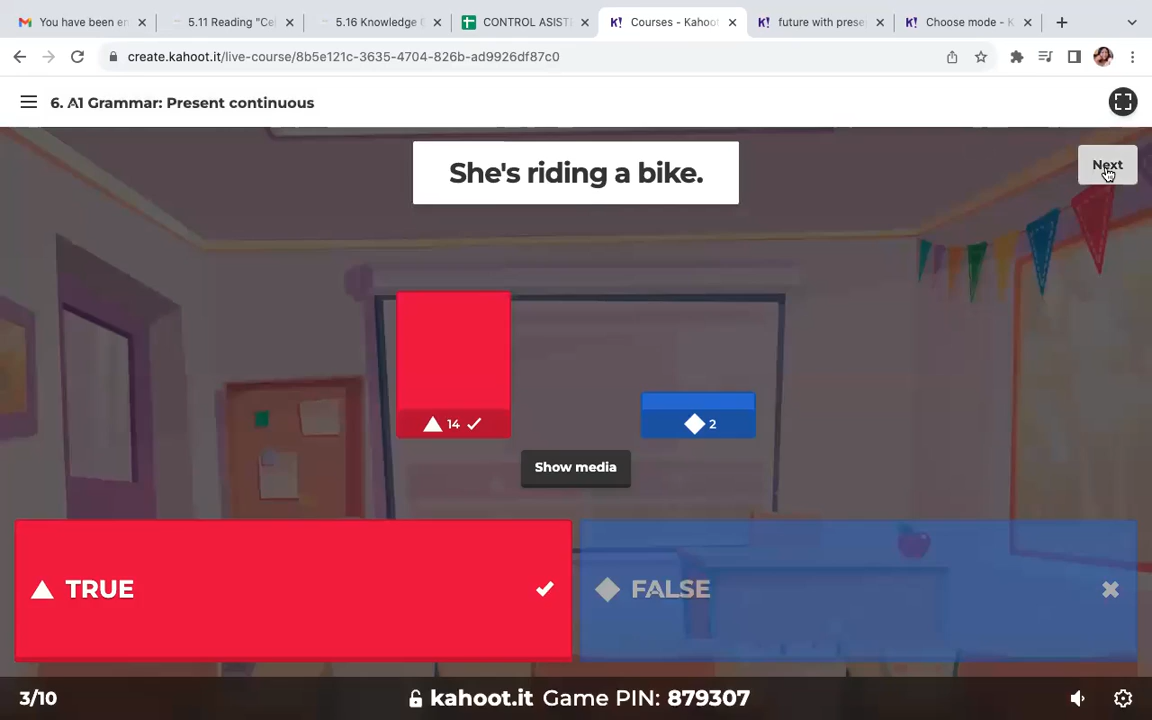 You have been en
5.11 Reading "Ce
5.16 Knowledge
CONTROL ASIST
Courses - Kahoot
future with prese
Choose mode - K
create.kahoot.it/live-course/8b5e121c-3635-4704-826b-ad9926df87c0
6. A1 Grammar: Present continuous
She's riding a bike.
Next
14
2
Show media
TRUE
FALSE
3/10
kahoot.it Game PIN: 879307